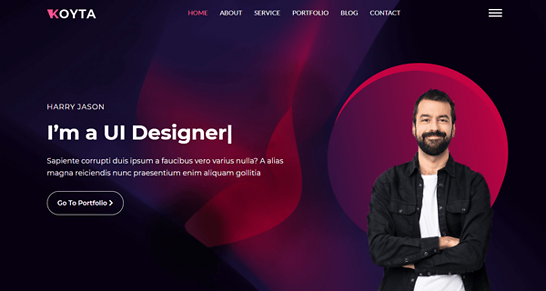 KOYTA
HOME ABOUT SERVICE PORTFOLIO BLOG CONTACT
HARRY JASON
I'm a UI Designer|
Sapiente corrupti duis ipsum a faucibus vero varius nulla? A alias
magna reiciendis nunc praesentium enim aliquam gollitia
Go To Portfolio >